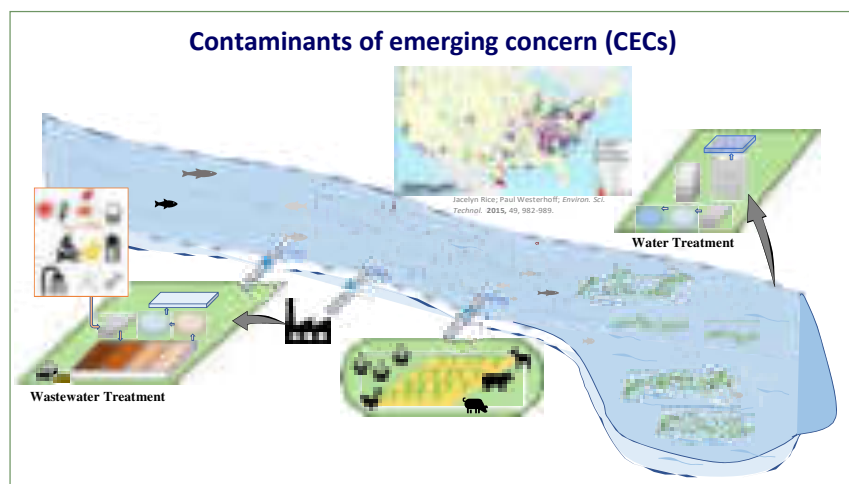 Contaminants of emerging concern (CECs)
Jacelyn Rice; Paul Westerhoff; Environ. Sci.
Technol. 2015, 49, 982-989.
Water Treatment
Wastewater Treatment